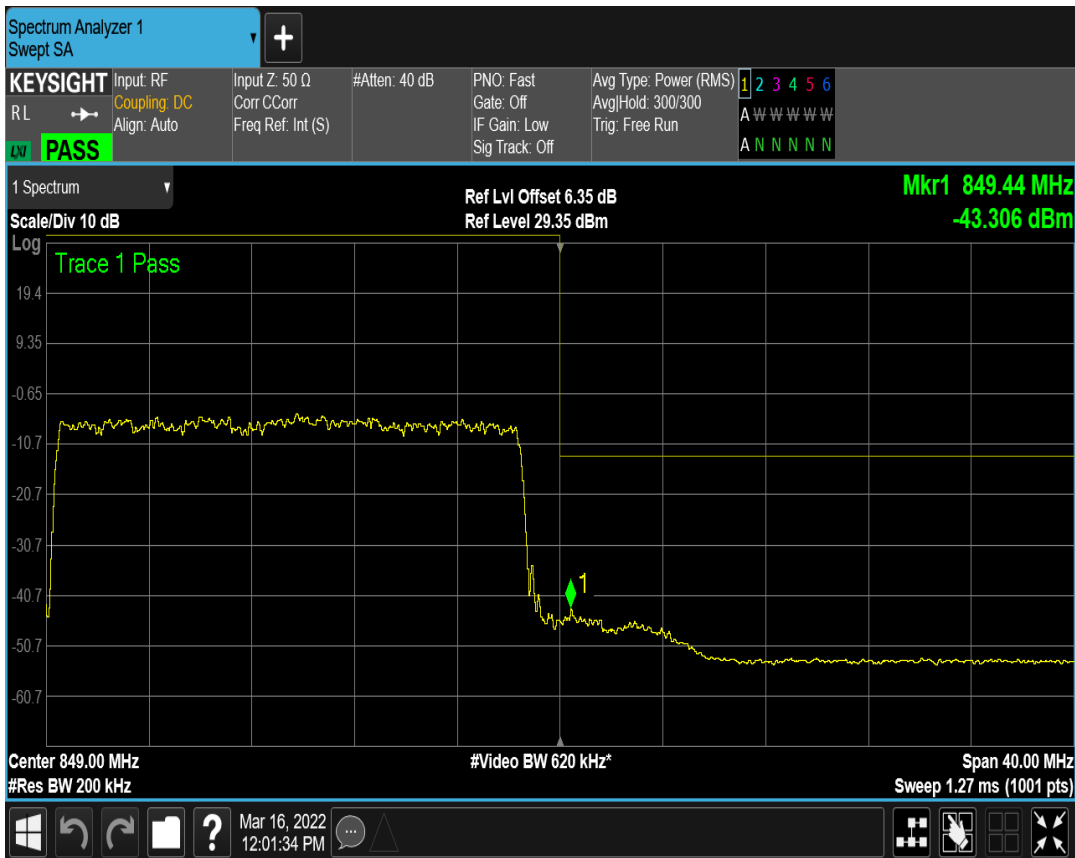 Spectrum Analyzer 1
Swept SA
+
KEYSIGHT
R L
LXI
PASS
Input: RF
Coupling: DC
Align: Auto
Input Z: 50 Ω
Corr CCorr
Freq Ref: Int (S)
#Atten: 40 dB
PNO: Fast
Gate: Off
IF Gain: Low
Sig Track: Off
Avg Type: Power (RMS)
Avg|Hold: 300/300
Trig: Free Run
1 2 3 4 5 6
A W W W W W
A N N N N N
1 Spectrum
Scale/Div 10 dB
Ref Lvl Offset 6.35 dB
Ref Level 29.35 dBm
Mkr1 849.44 MHz
-43.306 dBm
Log
Trace 1 Pass
19.4
9.35
-0.65
-10.7
-20.7
-30.7
-40.7
-50.7
-60.7
1
Center 849.00 MHz
#Video BW 620 kHz*
Span 40.00 MHz
#Res BW 200 kHz
Sweep 1.27 ms (1001 pts)
?
Mar 16, 2022
12:01:34 PM